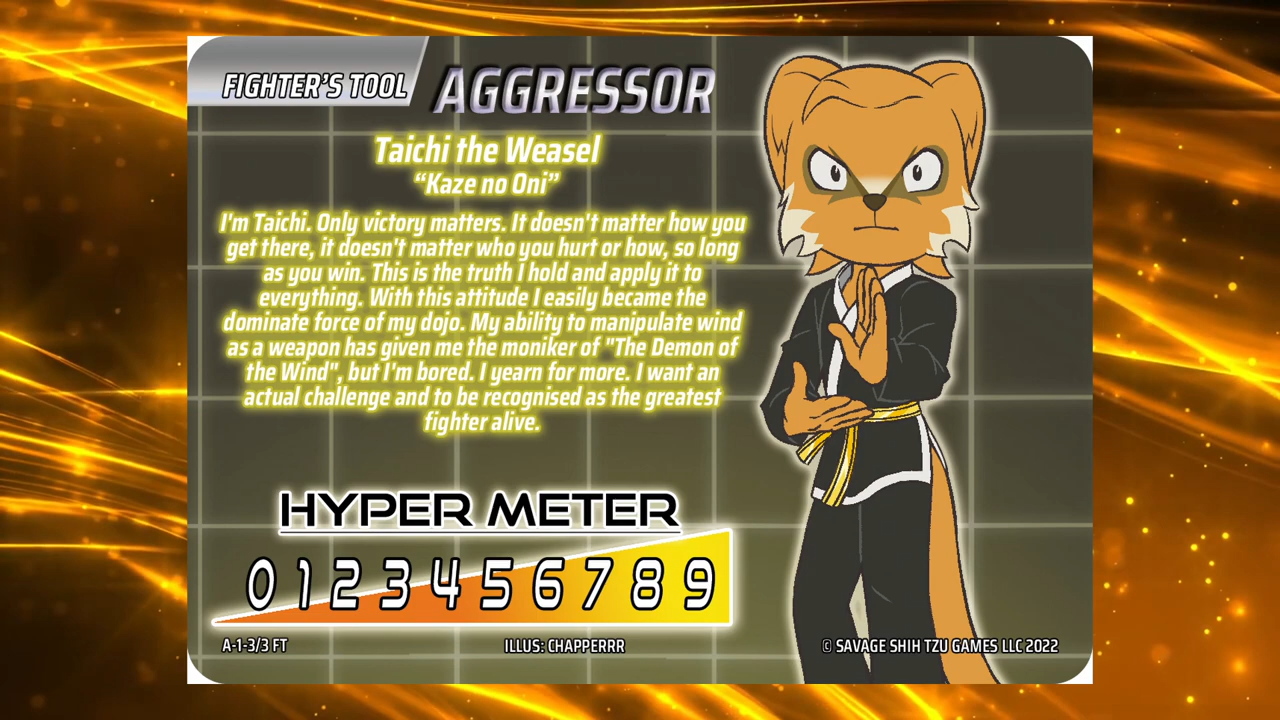 FIGHTER'S TOOL
AGGRESSOR
Taichi the Weasel
“Kaze no Oni”
I'm Taichi. Only victory matters. It doesn't matter how you
get there, it doesn't matter who you hurt or how, so long
as you win. This is the truth I hold and apply it to
everything. With this attitude I easily became the
dominate force of my dojo. My ability to manipulate wind
as a weapon has given me the moniker of "The Demon of
the Wind", but I'm bored. I yearn for more. I want an
actual challenge and to be recognised as the greatest
fighter alive.
HYPER METER
0 1 2 3 4 5 6 7 8 9
A-1-3/3 FT
ILLUS: CHAPPERRR
© SAVAGE SHIH TZU GAMES LLC 2022